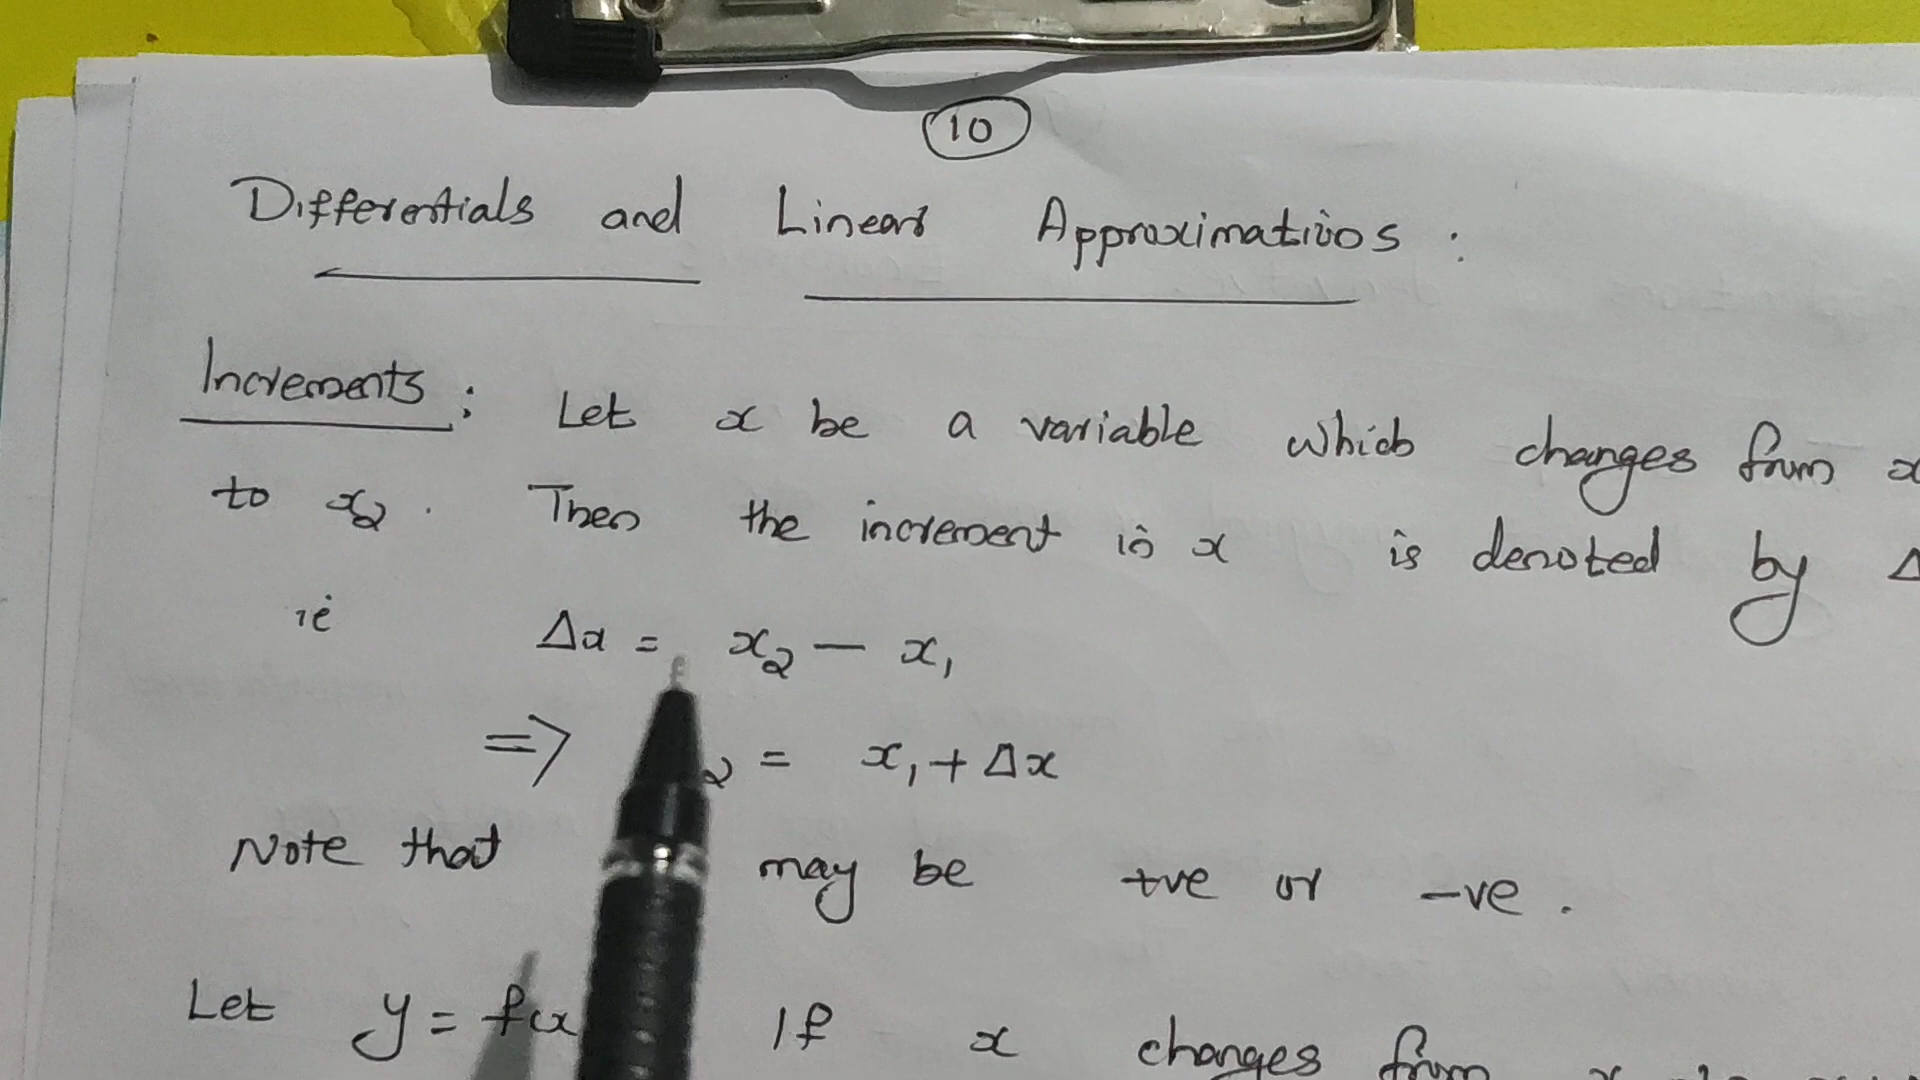 10
Differentials and Linear Approximations :
Increments : Let x be a variable which changes from x
to x₂ . Then the increment in x is denoted by Δ
ie Δx = x₂ − x₁
⇒ ₂ = x₁ + Δx
Note that may be +ve or -ve .
Let y = f(x If x changes from x